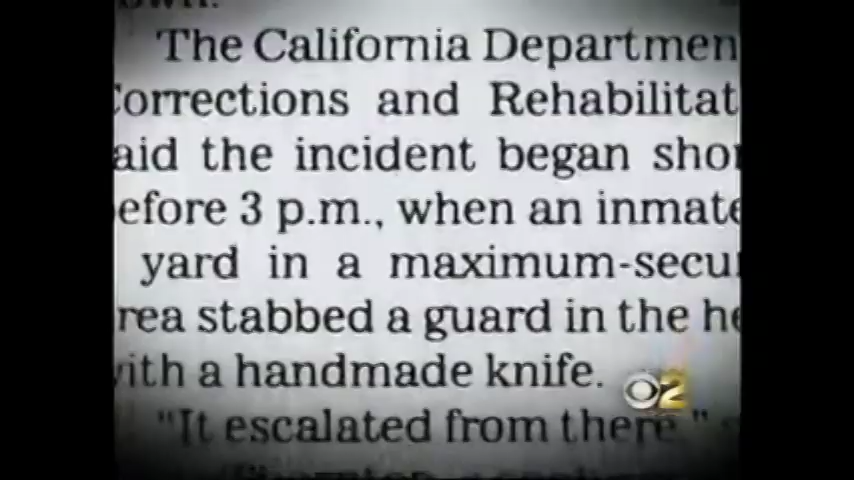 The California Departmen
orrections and Rehabilitat
aid the incident began sho
efore 3 p.m., when an inmate
yard in a maximum-secu
rea stabbed a guard in the he
ith a handmade knife.
2
"It escalated from there,"